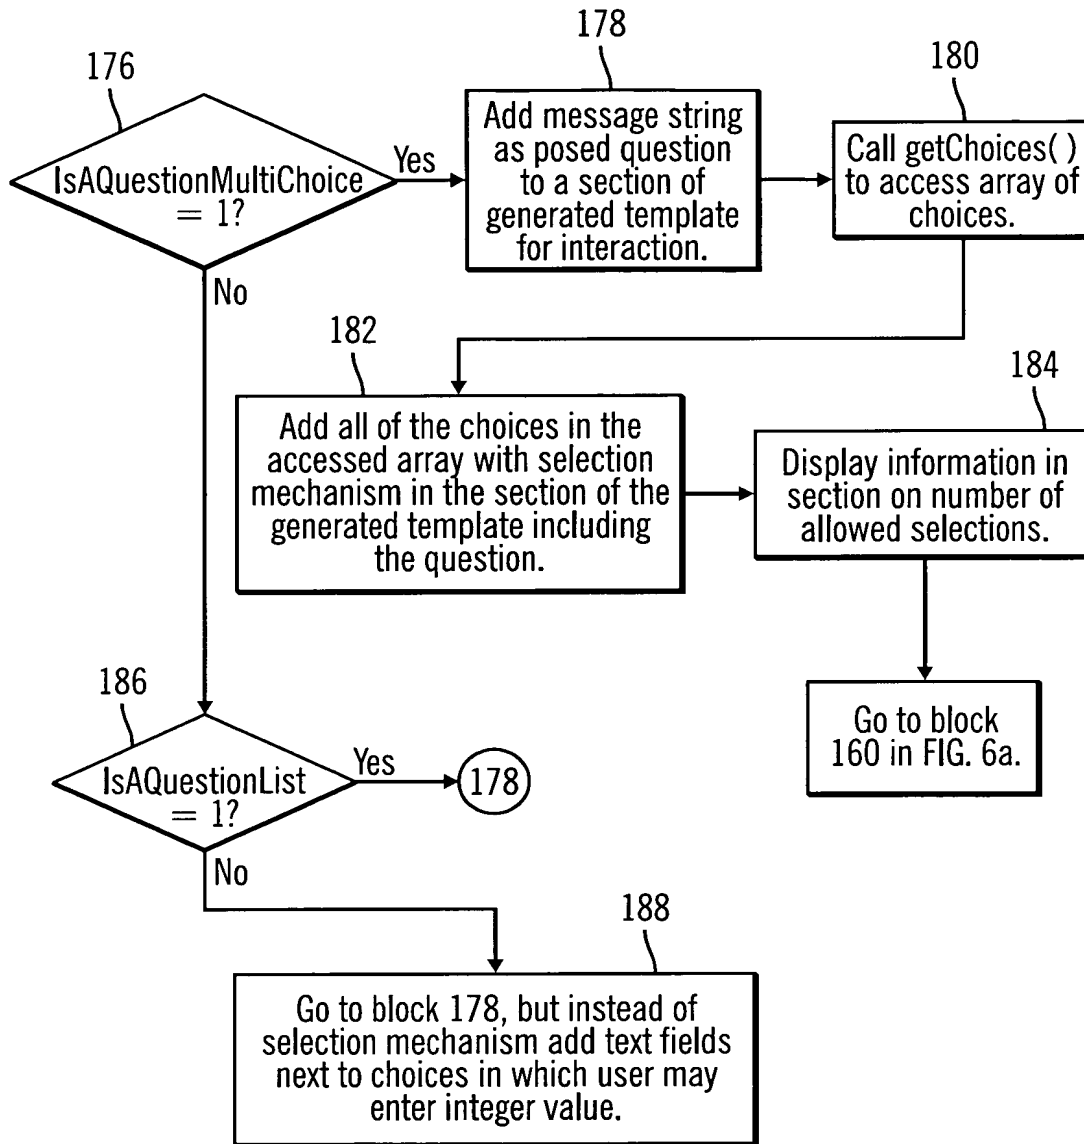 176
IsAQuestionMultiChoice
= 1?
Yes
No
178
Add message string
as posed question
to a section of
generated template
for interaction.
180
Call getChoices( )
to access array of
choices.
182
Add all of the choices in the
accessed array with selection
mechanism in the section of the
generated template including
the question.
184
Display information in
section on number of
allowed selections.
Go to block
160 in FIG. 6a.
186
IsAQuestionList
= 1?
Yes
178
No
188
Go to block 178, but instead of
selection mechanism add text fields
next to choices in which user may
enter integer value.